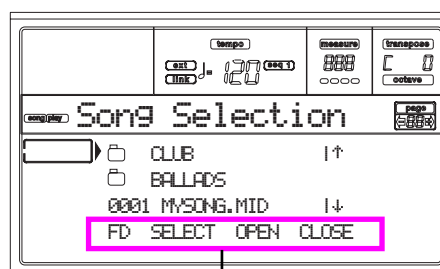 tempo measure transpose
ext seq 1 888 C 0
link = 120 octave
song play Song Selection page
CLUB
BALLADS
0001 MYSONG.MID
FD SELECT OPEN CLOSE